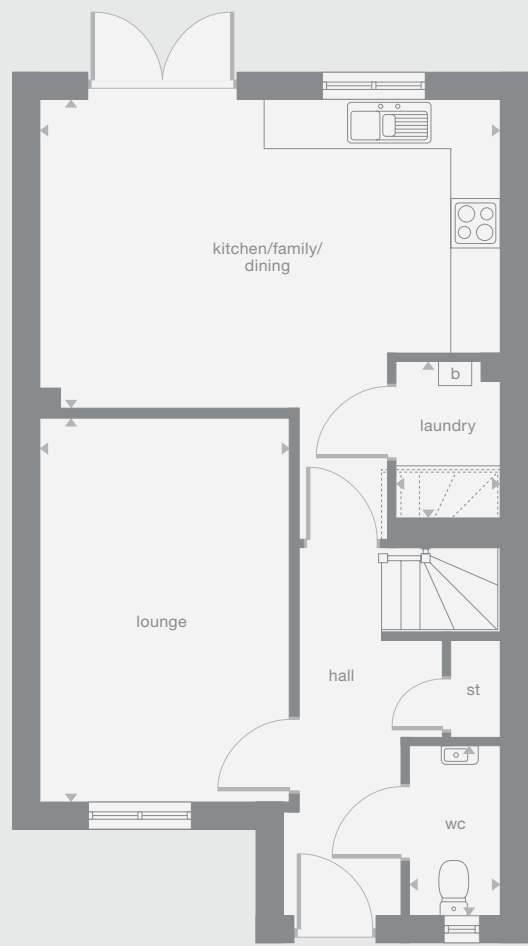 kitchen/family/
dining
b
laundry
lounge
hall
st
wc